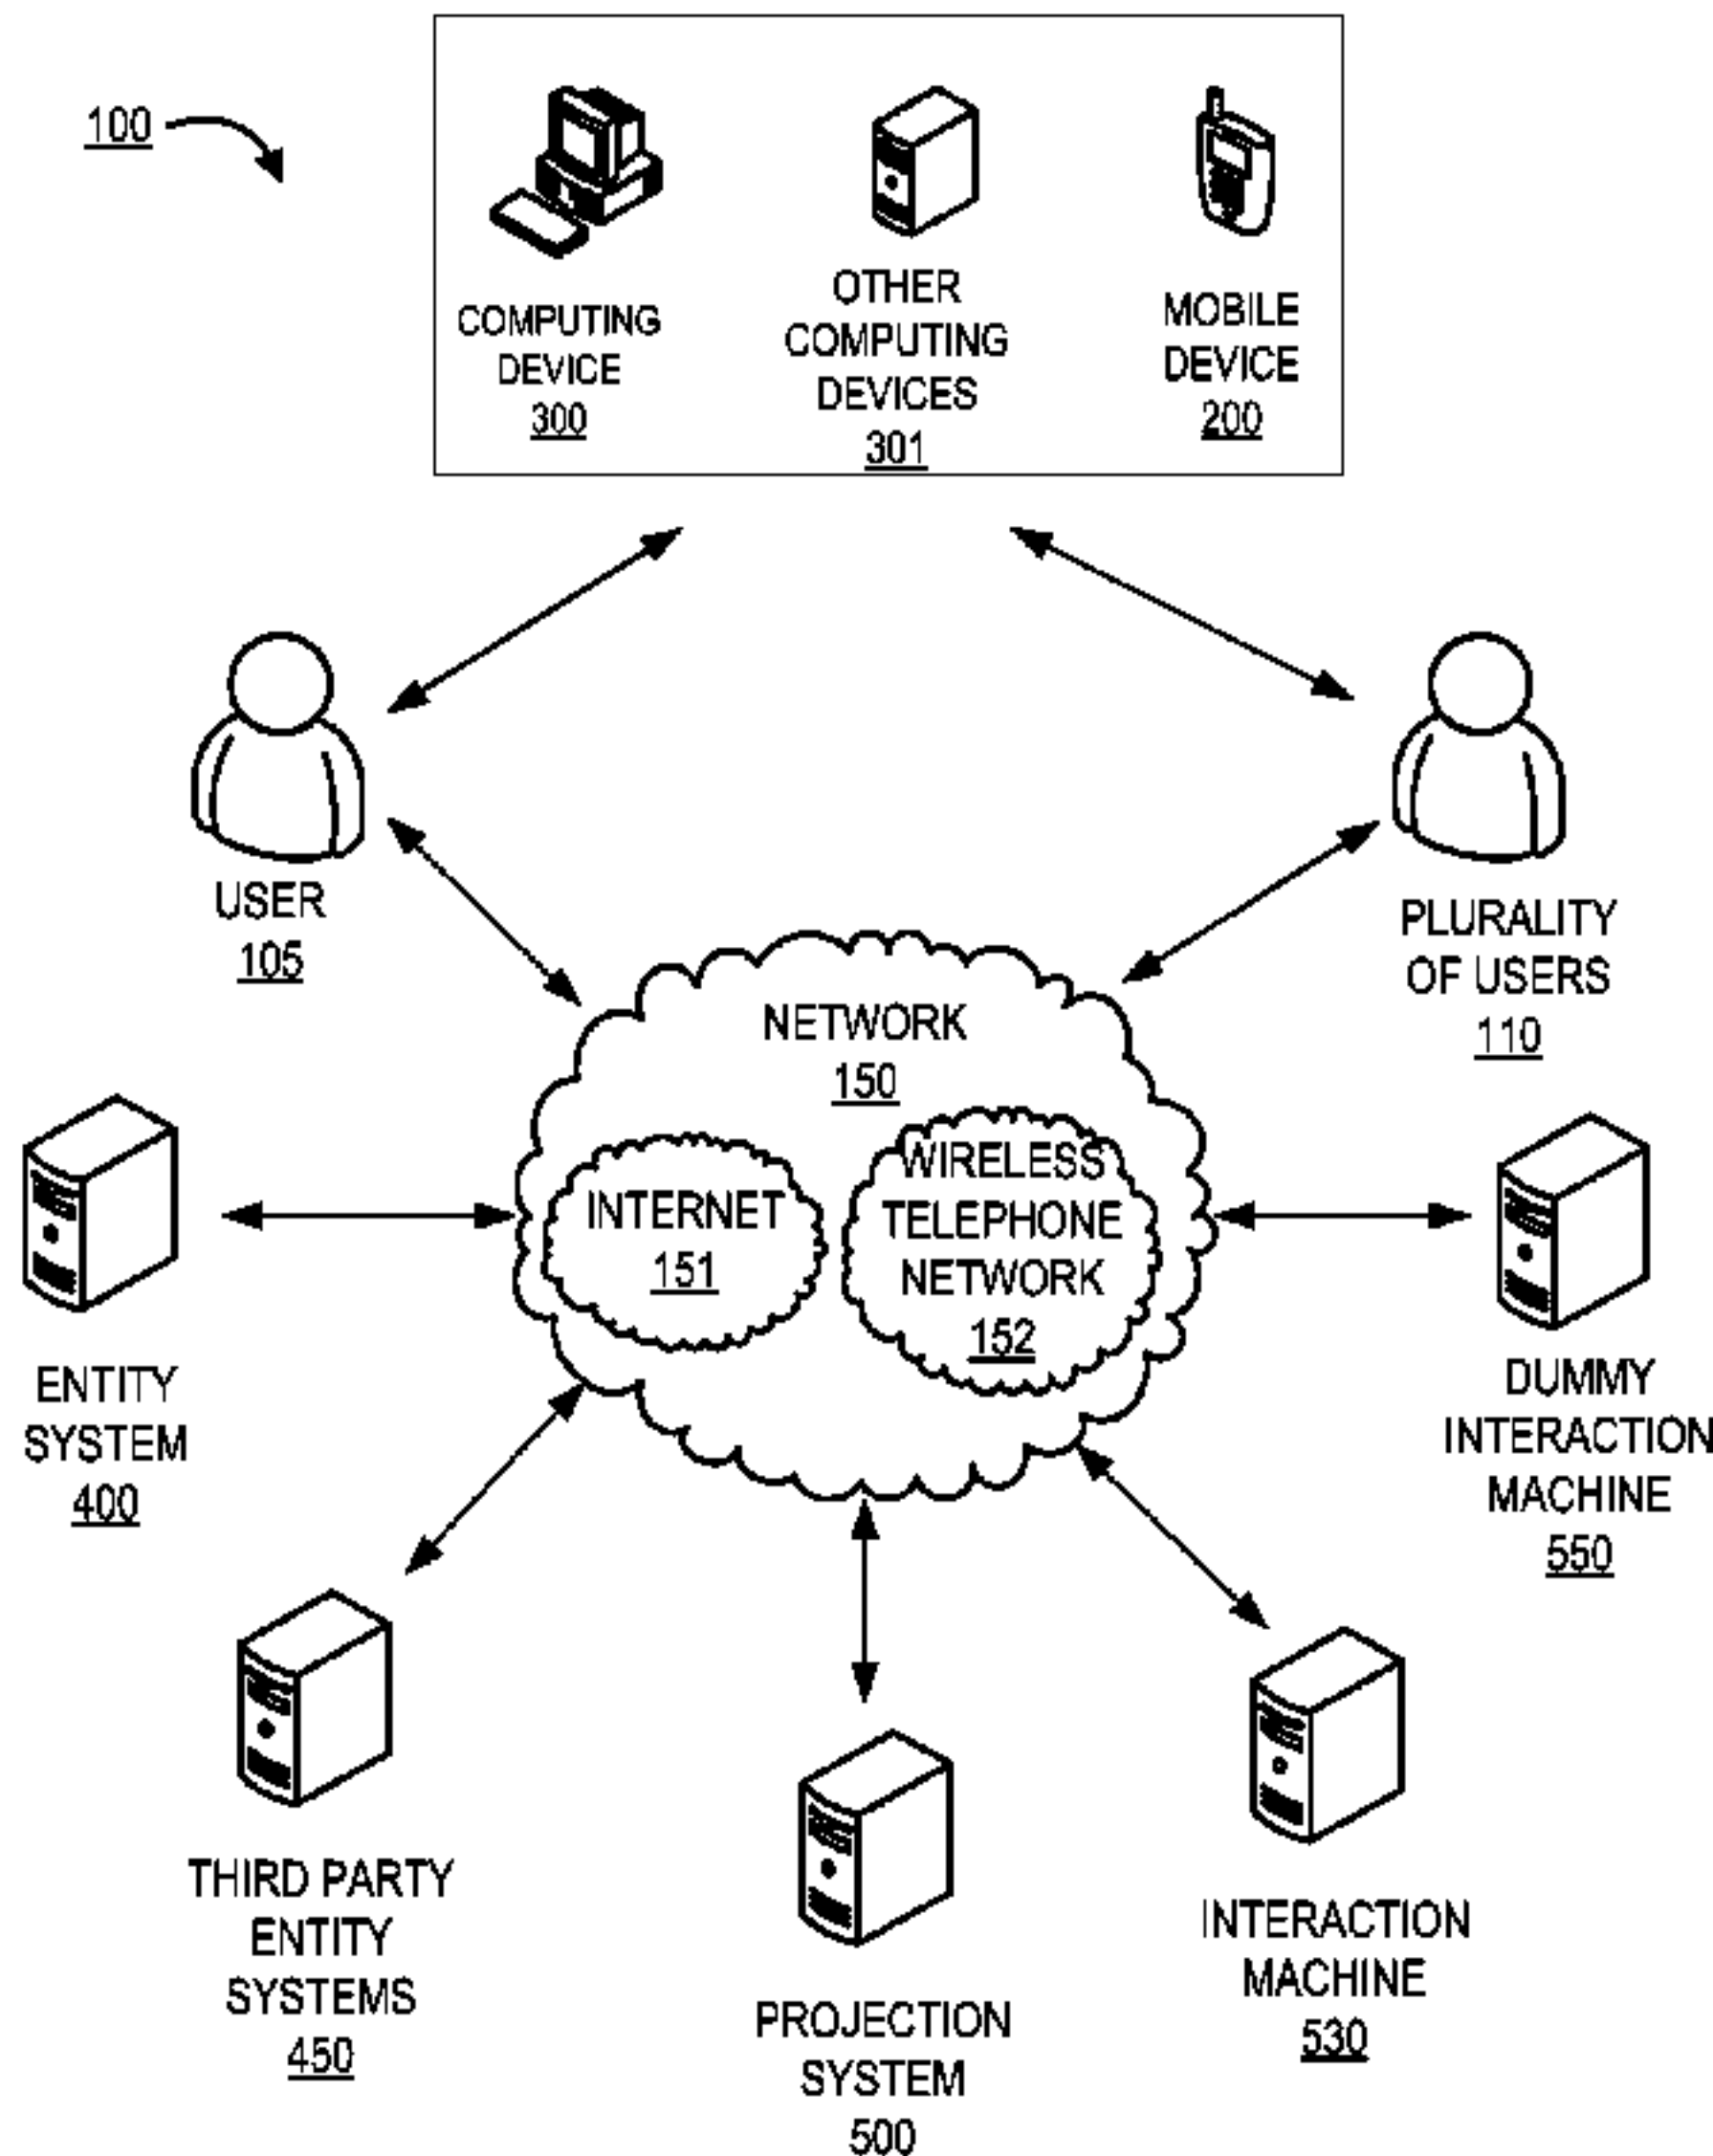 100
COMPUTING
DEVICE
300
OTHER
COMPUTING
DEVICES
301
MOBILE
DEVICE
200
USER
105
PLURALITY
OF USERS
110
NETWORK
150
INTERNET
151
WIRELESS
TELEPHONE
NETWORK
152
ENTITY
SYSTEM
400
DUMMY
INTERACTION
MACHINE
550
THIRD PARTY
ENTITY
SYSTEMS
450
PROJECTION
SYSTEM
500
INTERACTION
MACHINE
530